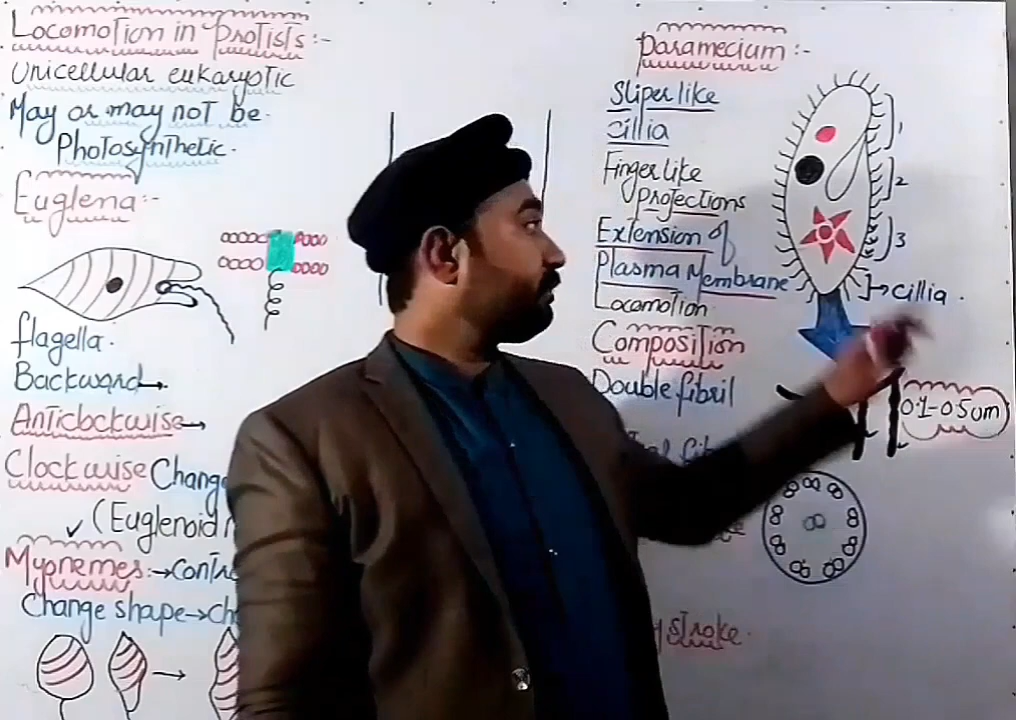 Locomotion in Protists:-
Unicellular eukaryotic
May or may not be
Photosynthetic.
Euglena:-
flagella.
Backward→
Anticlockwise→
Clockwise Change
(Euglenoid
Myonemes:→contr
Change shape→ch
Paramecium:-
Sliper like
Cillia
Finger like
Projections
Extension of
Plasma Membrane
Locomotion
Composition
Double fibril
1
2
3
→cillia.
0.1-0.5um
stroke.